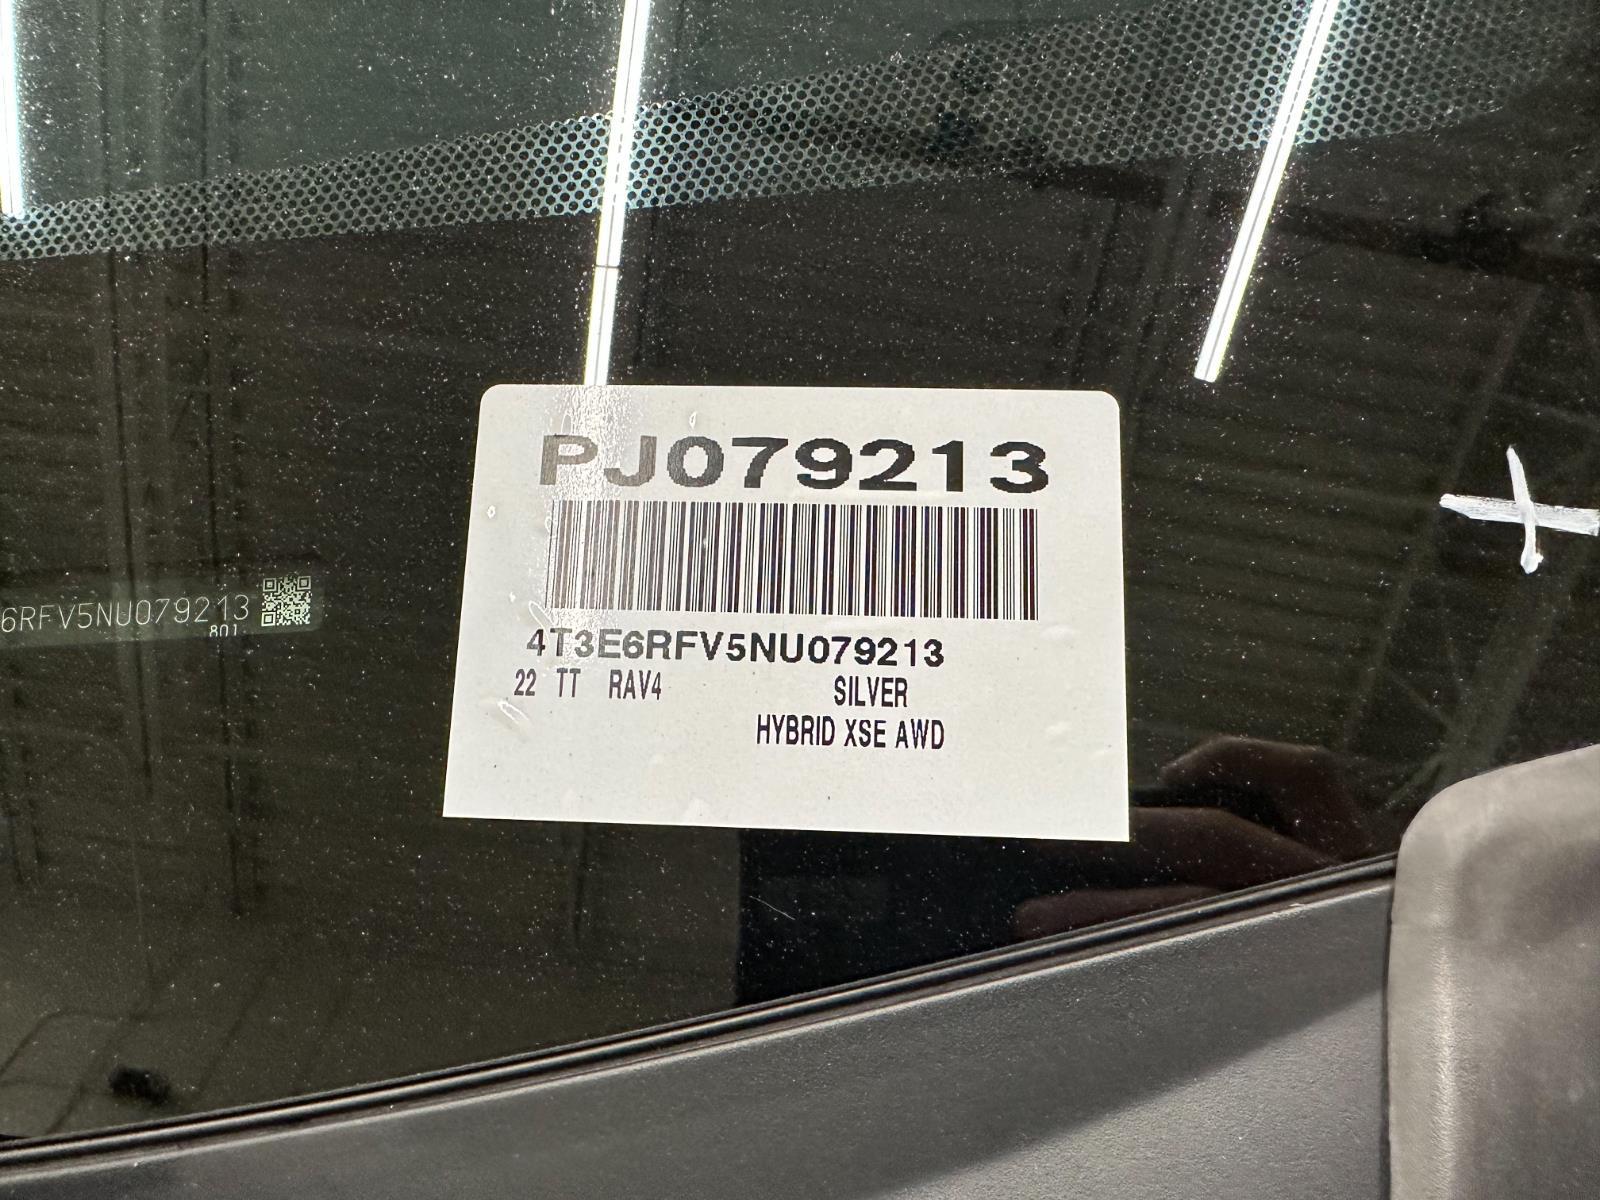 PJ079213
6RFV5NU079213
801
4T3E6RFV5NU079213
22 TT RAV4 SILVER
HYBRID XSE AWD